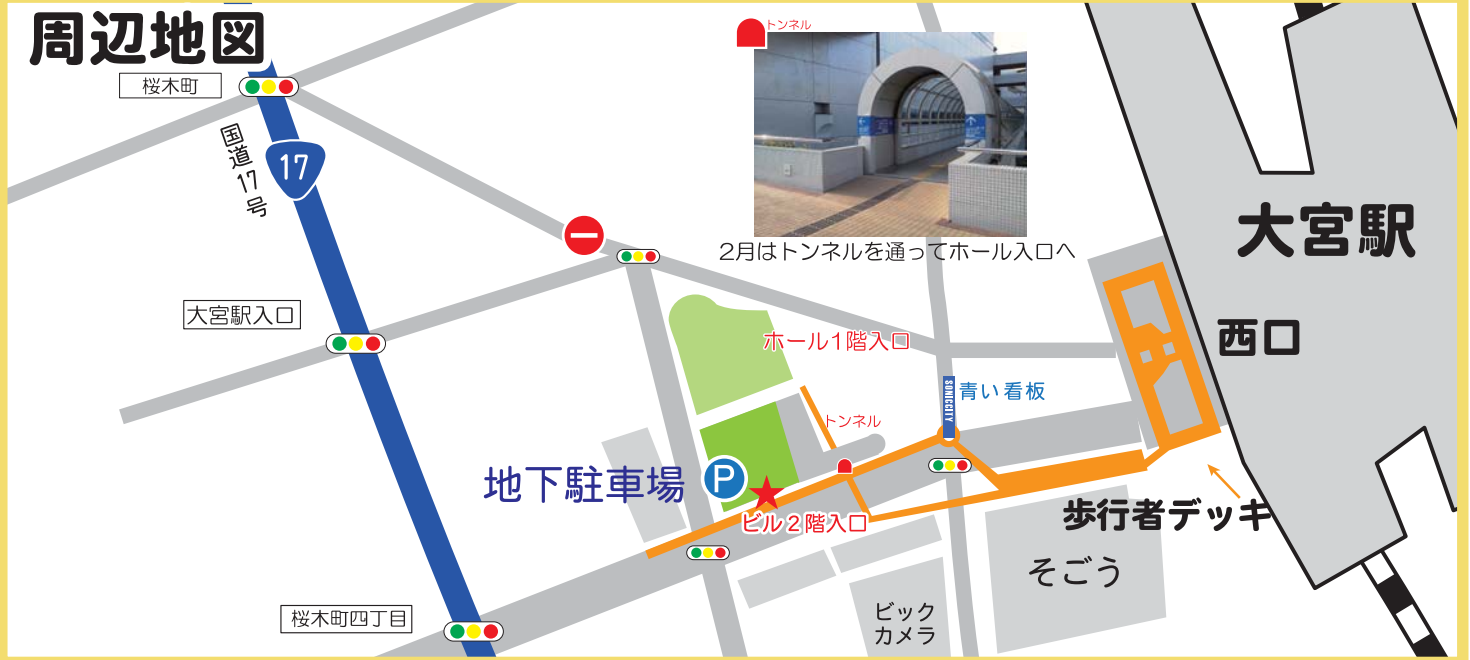 周辺地図
トンネル
桜木町
国道17号
17
2月はトンネルを通ってホール入口へ
大宮駅
西口
大宮駅入口
ホール1階入口
SONICCITY
青い看板
トンネル
地下駐車場
P
ビル2階入口
歩行者デッキ
そごう
ビック
カメラ
桜木町四丁目